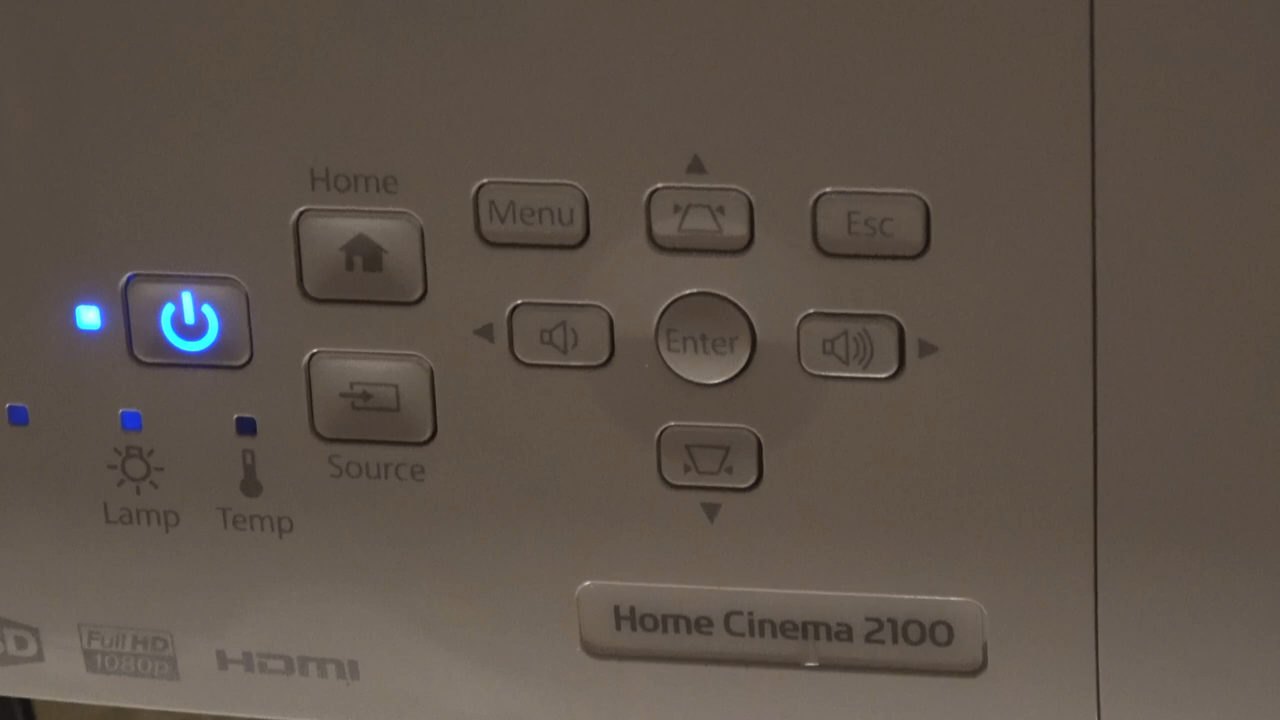 Home
Menu
Esc
Enter
Source
Lamp
Temp
Home Cinema 2100
Full HD
1080p
HDMI